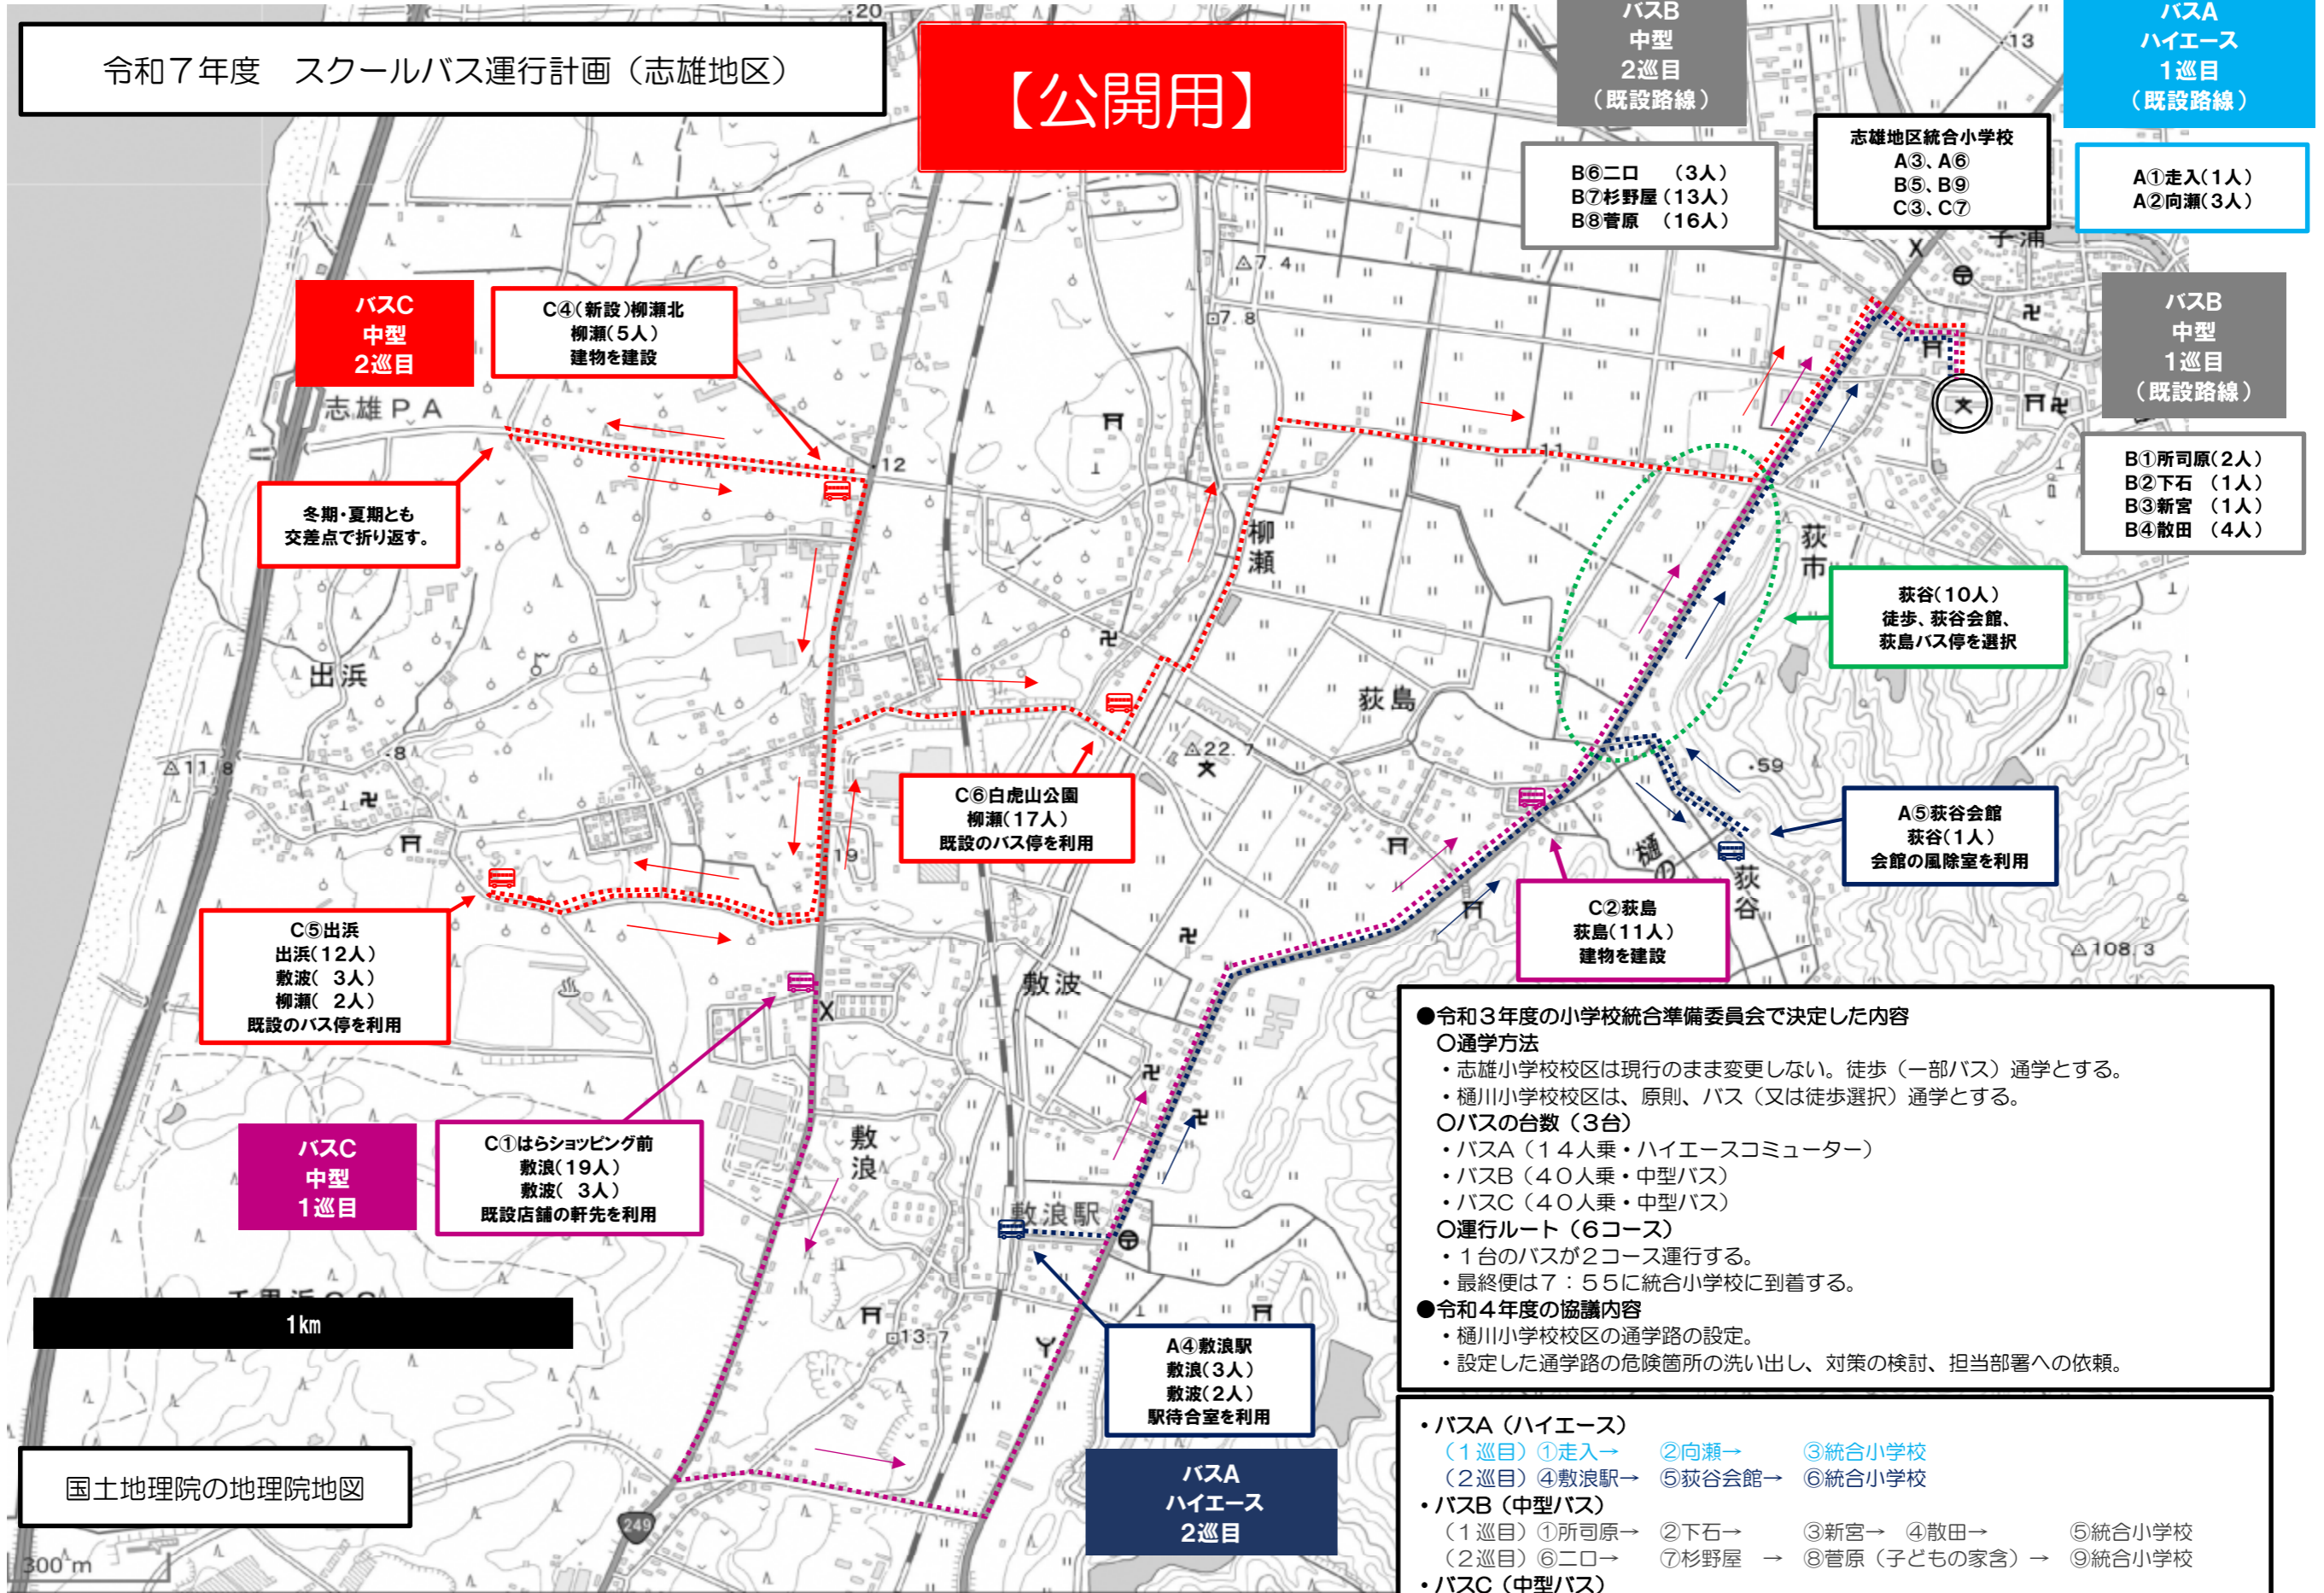 令和7年度　スクールバス運行計画（志雄地区）
【公開用】
バスB
中型
2巡目
（既設路線）
B⑥二口　（3人）
B⑦杉野屋（13人）
B⑧菅原　（16人）
志雄地区統合小学校
A③、A⑥
B⑤、B⑨
C③、C⑦
バスA
ハイエース
1巡目
（既設路線）
A①走入（1人）
A②向瀬（3人）
バスB
中型
1巡目
（既設路線）
B①所司原（2人）
B②下石　（1人）
B③新宮　（1人）
B④散田　（4人）
バスC
中型
2巡目
C④（新設）柳瀬北
柳瀬（5人）
建物を建設
冬期・夏期とも
交差点で折り返す。
荻谷（10人）
徒歩、荻谷会館、
荻島バス停を選択
C⑥白虎山公園
柳瀬（17人）
既設のバス停を利用
A⑤荻谷会館
荻谷（1人）
会館の風除室を利用
C②荻島
荻島（11人）
建物を建設
C⑤出浜
出浜（12人）
敷波（ 3人）
柳瀬（ 2人）
既設のバス停を利用
バスC
中型
1巡目
C①はらショッピング前
敷浪（19人）
敷波（ 3人）
既設店舗の軒先を利用
A④敷浪駅
敷浪（3人）
敷波（2人）
駅待合室を利用
バスA
ハイエース
2巡目
●令和3年度の小学校統合準備委員会で決定した内容
○通学方法
・志雄小学校校区は現行のまま変更しない。徒歩（一部バス）通学とする。
・樋川小学校校区は、原則、バス（又は徒歩選択）通学とする。
○バスの台数（3台）
・バスA（14人乗・ハイエースコミューター）
・バスB（40人乗・中型バス）
・バスC（40人乗・中型バス）
○運行ルート（6コース）
・1台のバスが2コース運行する。
・最終便は7：55に統合小学校に到着する。
●令和4年度の協議内容
・樋川小学校校区の通学路の設定。
・設定した通学路の危険箇所の洗い出し、対策の検討、担当部署への依頼。
・バスA（ハイエース）
（1巡目）①走入→　②向瀬→　③統合小学校
（2巡目）④敷浪駅→　⑤荻谷会館→　⑥統合小学校
・バスB（中型バス）
（1巡目）①所司原→　②下石→　③新宮→　④散田→　⑤統合小学校
（2巡目）⑥二口→　⑦杉野屋　→　⑧菅原（子どもの家含）→　⑨統合小学校
・バスC（中型バス）
1km
国土地理院の地理院地図
300 m
249
志雄PA
出浜
柳瀬
荻島
荻市
荻谷
敷波
敷浪
敷浪駅
子浦
20
13
7.4
7.8
12
11
8
11.8
22.7
59
19
108.3
13.7